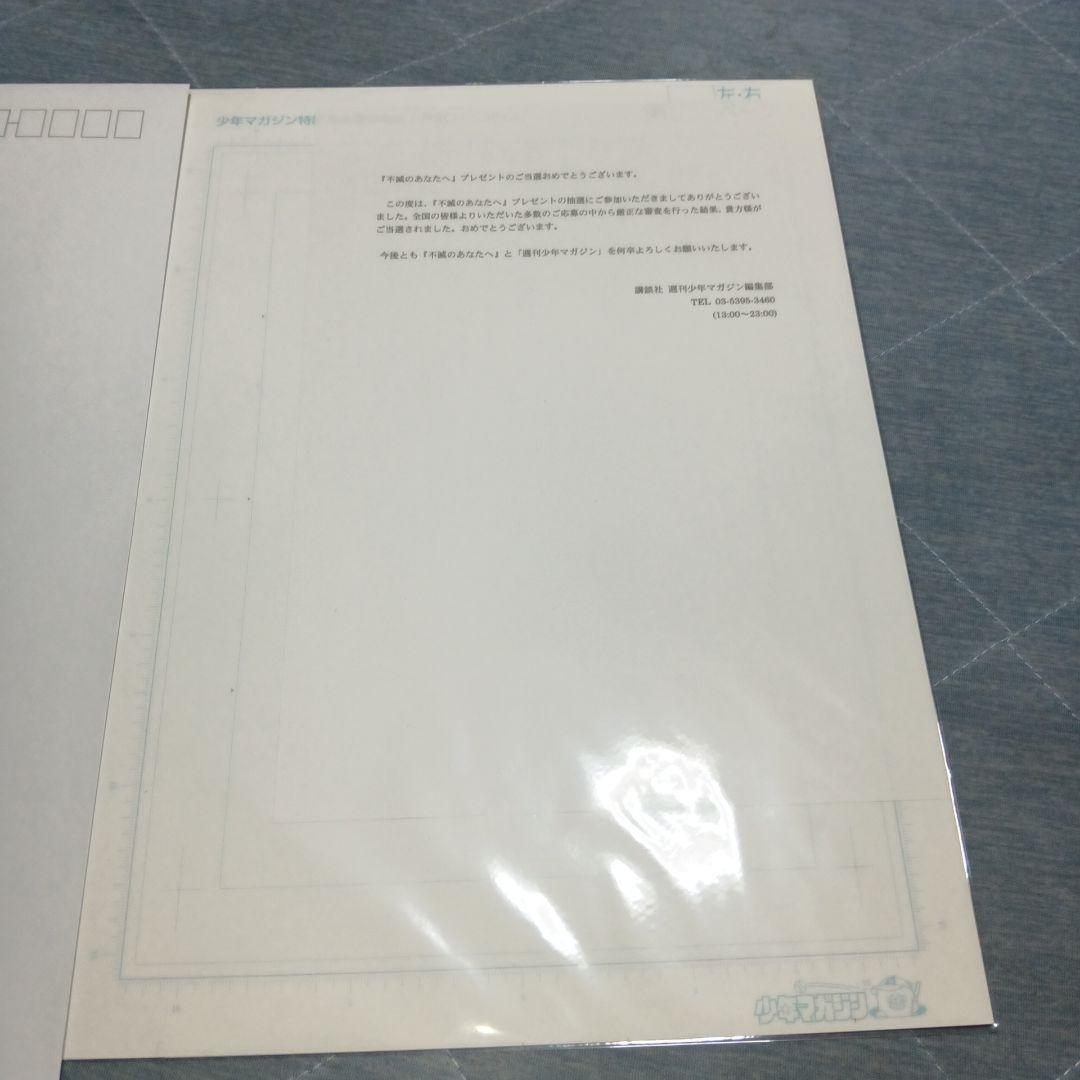 左・右
少年マガジン特
『不滅のあなたへ』プレゼントのご当選おめでとうございます。
この度は、『不滅のあなたへ』プレゼントの抽選にご参加いただきましてありがとうござい
ました。全国の皆様よりいただいた多数のご応募の中から厳正な審査を行った結果、貴方様が
ご当選されました。おめでとうございます。
今後とも『不滅のあなたへ』と「週刊少年マガジン」を何卒よろしくお願いいたします。
講談社 週刊少年マガジン編集部
TEL 03-5395-3460
(13:00～23:00)
少年マガジン